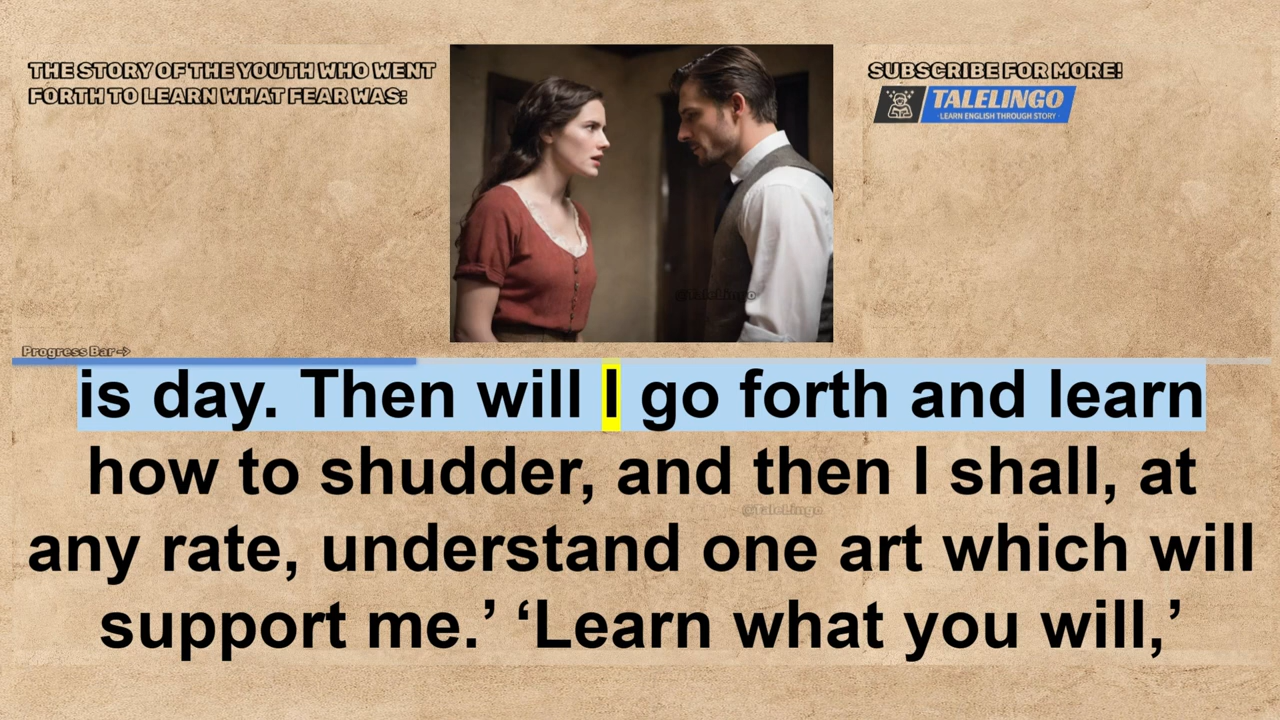 THE STORY OF THE YOUTH WHO WENT
FORTH TO LEARN WHAT FEAR WAS:
SUBSCRIBE FOR MORE!
TALELINGO
· LEARN ENGLISH THROUGH STORY ·
@TaleLingo
Progress Bar->
is day. Then will I go forth and learn
how to shudder, and then I shall, at
@TaleLingo
any rate, understand one art which will
support me.’ ‘Learn what you will,’